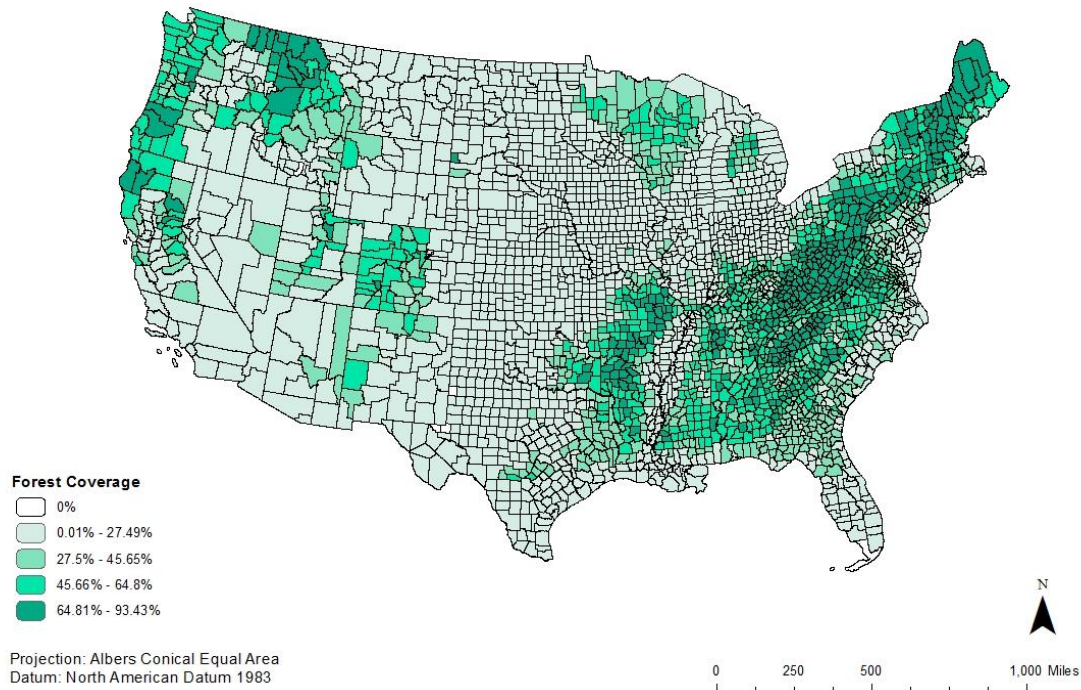 Forest Coverage
0%
0.01% - 27.49%
27.5% - 45.65%
45.66% - 64.8%
64.81% - 93.43%
Projection: Albers Conical Equal Area
Datum: North American Datum 1983
N
0 250 500 1,000 Miles